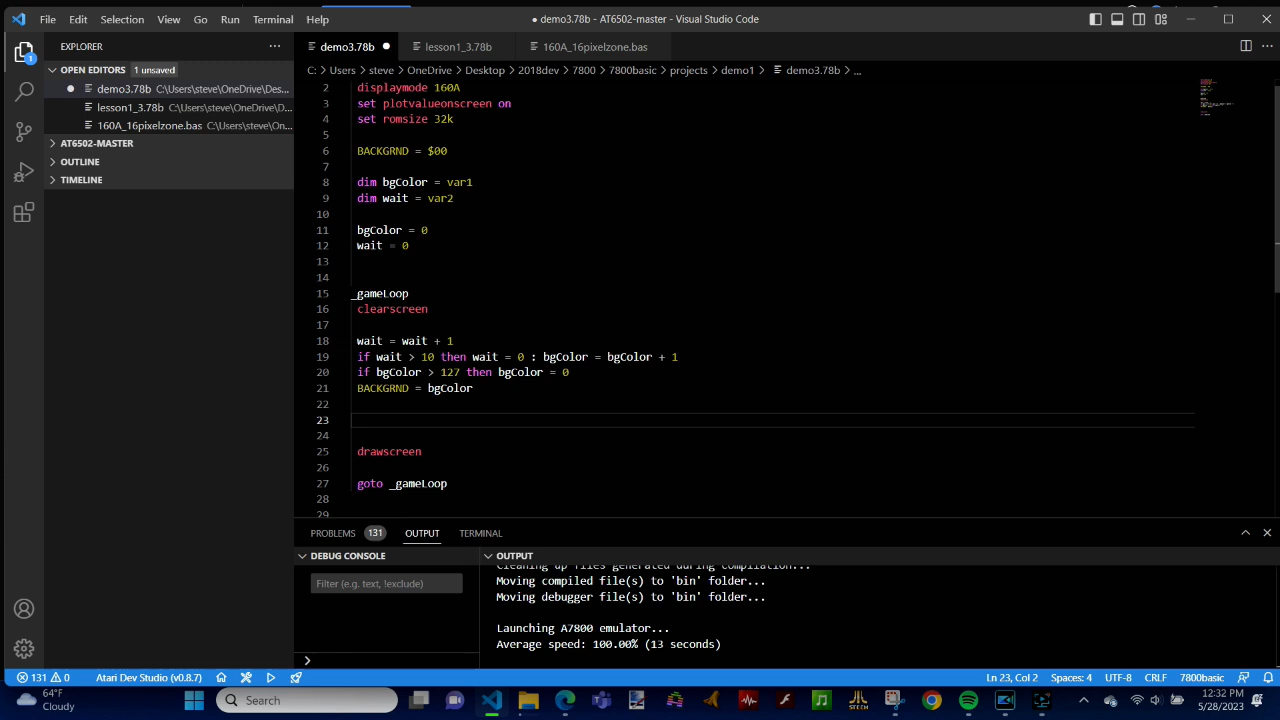 File Edit Selection View Go Run Terminal Help
● demo3.78b - AT6502-master - Visual Studio Code
EXPLORER
demo3.78b lesson1_3.78b 160A_16pixelzone.bas
OPEN EDITORS 1 unsaved
C: > Users > steve > OneDrive > Desktop > 2018dev > 7800 > 7800basic > projects > demo1 > demo3.78b > ...
demo3.78b C:\Users\steve\OneDrive\Des...
lesson1_3.78b C:\Users\steve\OneDrive\D...
160A_16pixelzone.bas C:\Users\steve\On...
AT6502-MASTER
OUTLINE
TIMELINE
2 displaymode 160A
3 set plotvalueonscreen on
4 set romsize 32k
5
6 BACKGRND = $00
7
8 dim bgColor = var1
9 dim wait = var2
10
11 bgColor = 0
12 wait = 0
13
14
15 _gameLoop
16 clearscreen
17
18 wait = wait + 1
19 if wait > 10 then wait = 0 : bgColor = bgColor + 1
20 if bgColor > 127 then bgColor = 0
21 BACKGRND = bgColor
22
23
24
25 drawscreen
26
27 goto _gameLoop
28
29
PROBLEMS 131 OUTPUT TERMINAL
DEBUG CONSOLE
Filter (e.g. text, !exclude)
OUTPUT
Cleaning up files generated during compilation...
Moving compiled file(s) to 'bin' folder...
Moving debugger file(s) to 'bin' folder...
Launching A7800 emulator...
Average speed: 100.00% (13 seconds)
131 0 Atari Dev Studio (v0.8.7) Ln 23, Col 2 Spaces: 4 UTF-8 CRLF 7800basic
64°F
Cloudy
Search
12:32 PM
5/28/2023